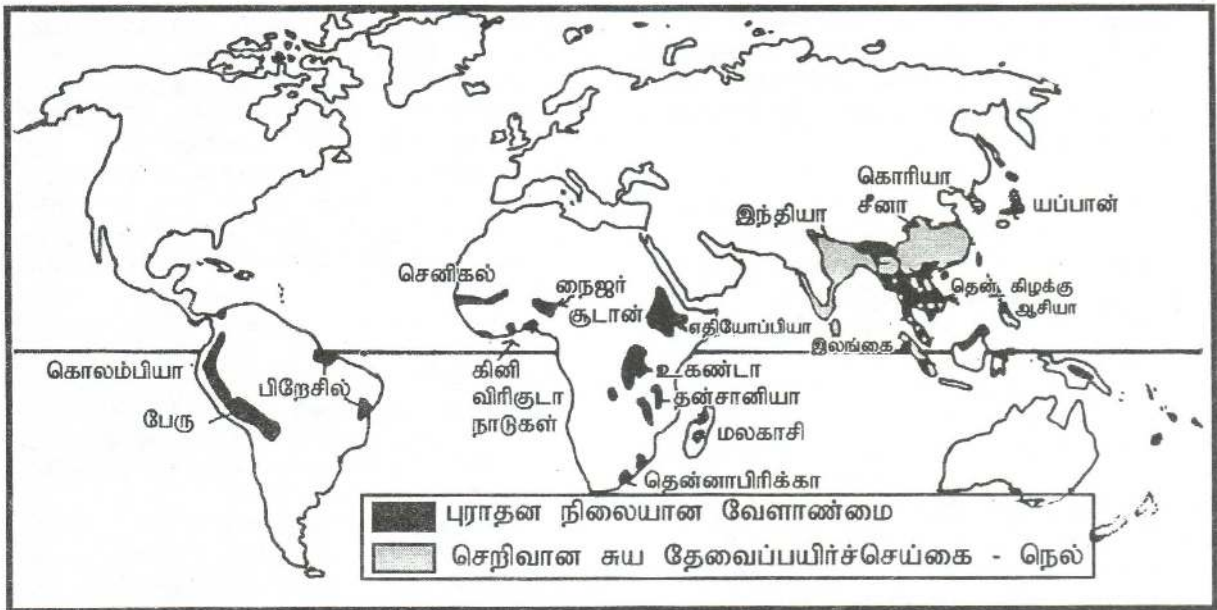 கொரியா
சீனா
யப்பான்
இந்தியா
செனிகல்
நைஜர்
சூடான்
எதியோப்பியா
தென் கிழக்கு
ஆசியா
இலங்கை
கொலம்பியா
பிறேசில்
பேரு
கினி
விரிகுடா
நாடுகள்
உகண்டா
தன்சானியா
மலகாசி
தென்னாபிரிக்கா
புராதன நிலையான வேளாண்மை
செறிவான சுய தேவைப்பயிர்ச்செய்கை - நெல்